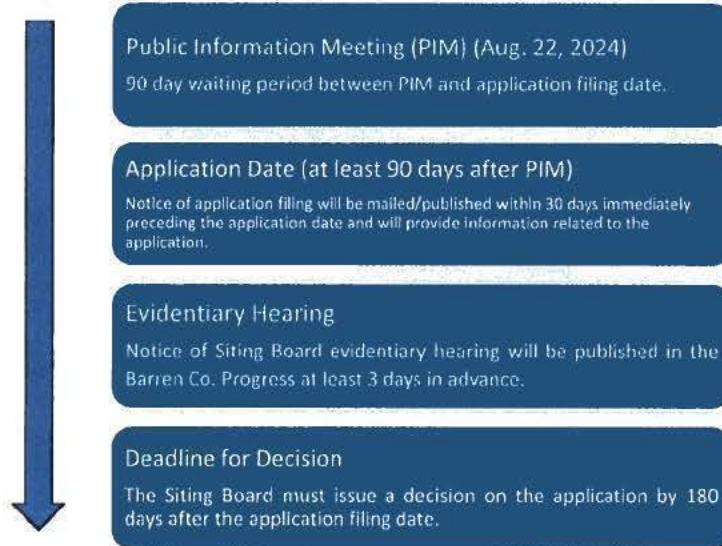 Public Information Meeting (PIM) (Aug. 22, 2024)
90 day waiting period between PIM and application filing date.
Application Date (at least 90 days after PIM)
Notice of application filing will be mailed/published within 30 days immediately
preceding the application date and will provide information related to the
application.
Evidentiary Hearing
Notice of Siting Board evidentiary hearing will be published in the
Barren Co. Progress at least 3 days in advance.
Deadline for Decision
The Siting Board must issue a decision on the application by 180
days after the application filing date.